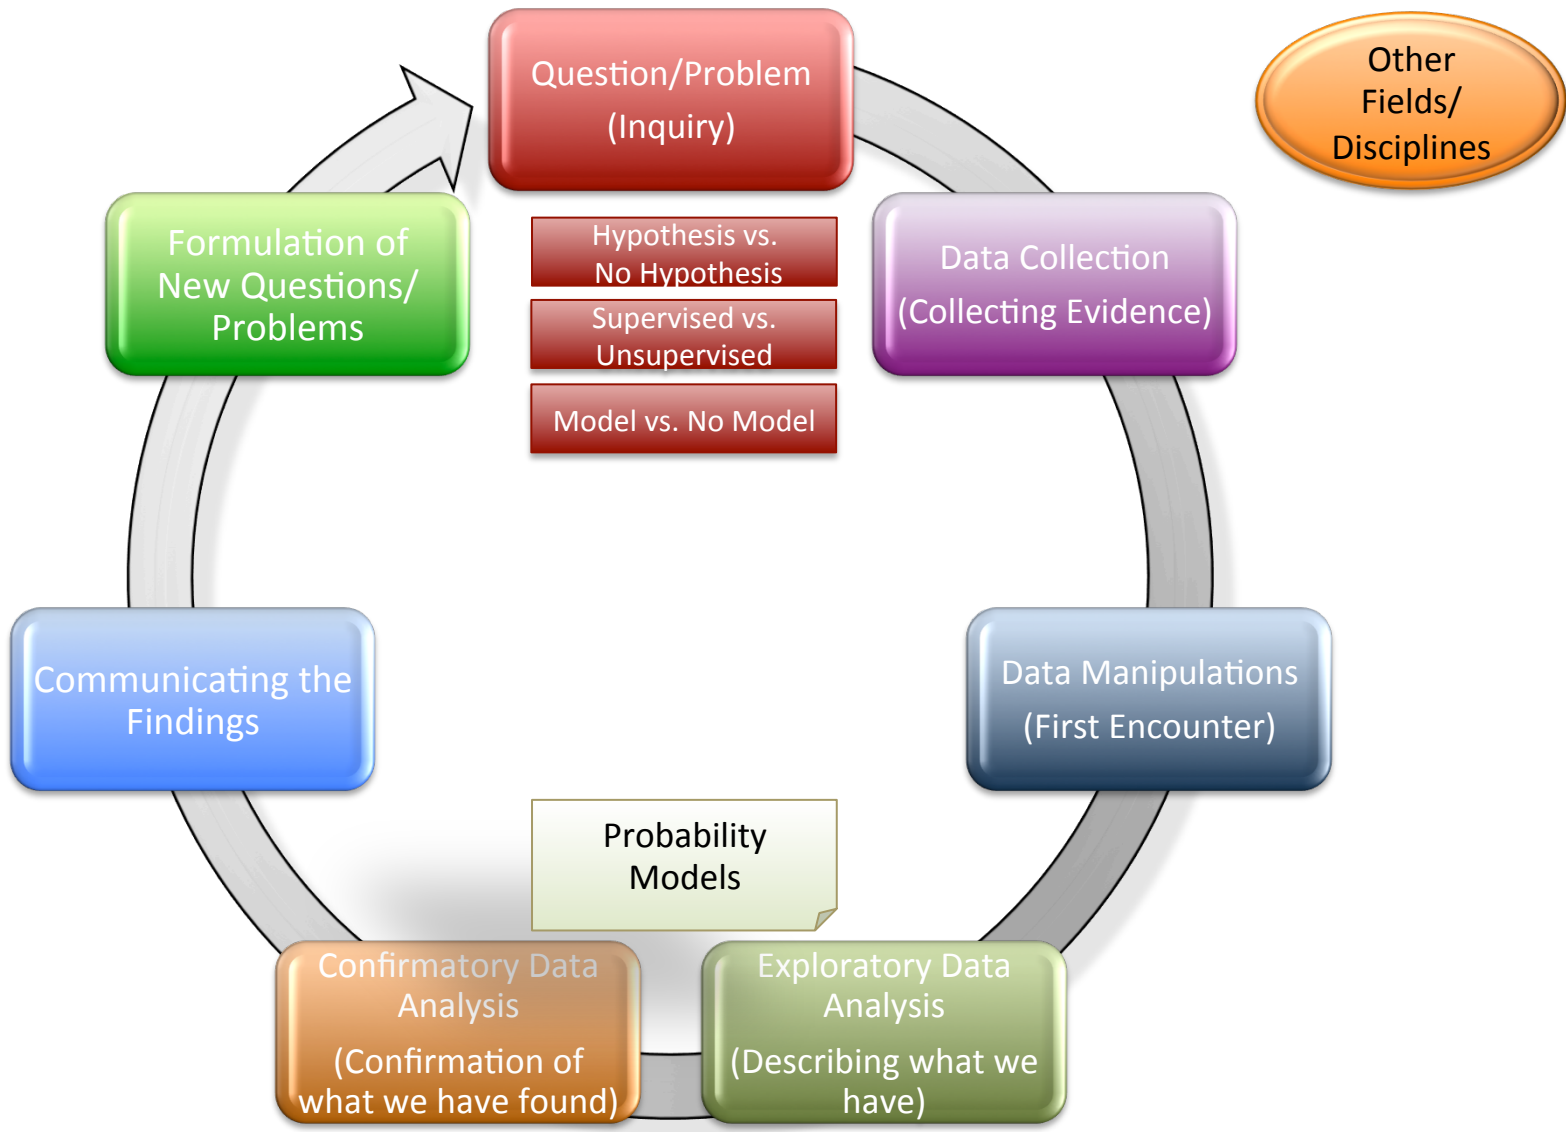 Question/Problem
(Inquiry)
Other
Fields/
Disciplines
Hypothesis vs.
No Hypothesis
Supervised vs.
Unsupervised
Model vs. No Model
Data Collection
(Collecting Evidence)
Data Manipulations
(First Encounter)
Exploratory Data
Analysis
(Describing what we
have)
Probability
Models
Confirmatory Data
Analysis
(Confirmation of
what we have found)
Communicating the
Findings
Formulation of
New Questions/
Problems